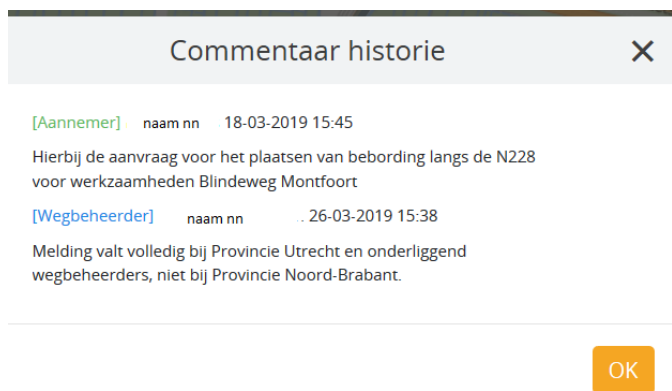 Commentaar historie ×
[Aannemer] naam nn 18-03-2019 15:45
Hierbij de aanvraag voor het plaatsen van bebording langs de N228
voor werkzaamheden Blindeweg Montfoort
[Wegbeheerder] naam nn . 26-03-2019 15:38
Melding valt volledig bij Provincie Utrecht en onderliggend
wegbeheerders, niet bij Provincie Noord-Brabant.
OK